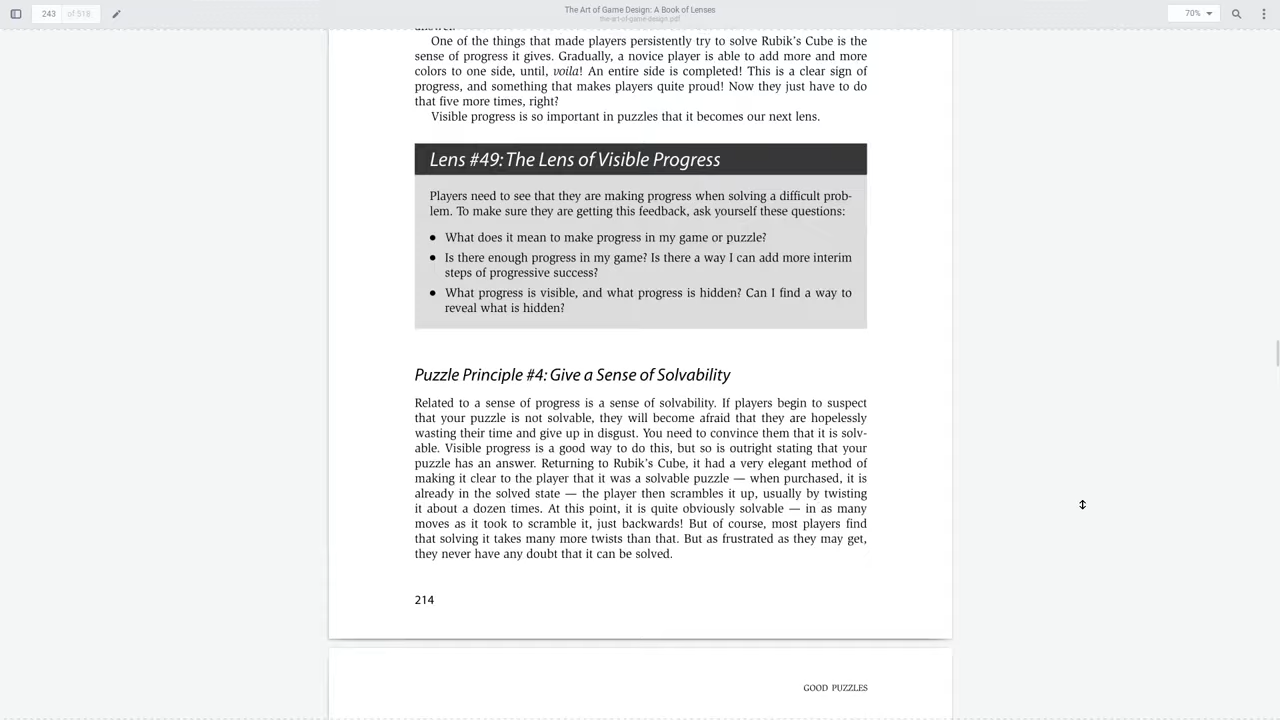 243
of 518
The Art of Game Design: A Book of Lenses
the-art-of-game-design.pdf
70%
answer.
One of the things that made players persistently try to solve Rubik's Cube is the
sense of progress it gives. Gradually, a novice player is able to add more and more
colors to one side, until, voila! An entire side is completed! This is a clear sign of
progress, and something that makes players quite proud! Now they just have to do
that five more times, right?
Visible progress is so important in puzzles that it becomes our next lens.
Lens #49: The Lens of Visible Progress
Players need to see that they are making progress when solving a difficult prob-
lem. To make sure they are getting this feedback, ask yourself these questions:
● What does it mean to make progress in my game or puzzle?
● Is there enough progress in my game? Is there a way I can add more interim
steps of progressive success?
● What progress is visible, and what progress is hidden? Can I find a way to
reveal what is hidden?
Puzzle Principle #4: Give a Sense of Solvability
Related to a sense of progress is a sense of solvability. If players begin to suspect
that your puzzle is not solvable, they will become afraid that they are hopelessly
wasting their time and give up in disgust. You need to convince them that it is solv-
able. Visible progress is a good way to do this, but so is outright stating that your
puzzle has an answer. Returning to Rubik's Cube, it had a very elegant method of
making it clear to the player that it was a solvable puzzle — when purchased, it is
already in the solved state — the player then scrambles it up, usually by twisting
it about a dozen times. At this point, it is quite obviously solvable — in as many
moves as it took to scramble it, just backwards! But of course, most players find
that solving it takes many more twists than that. But as frustrated as they may get,
they never have any doubt that it can be solved.
214
GOOD PUZZLES